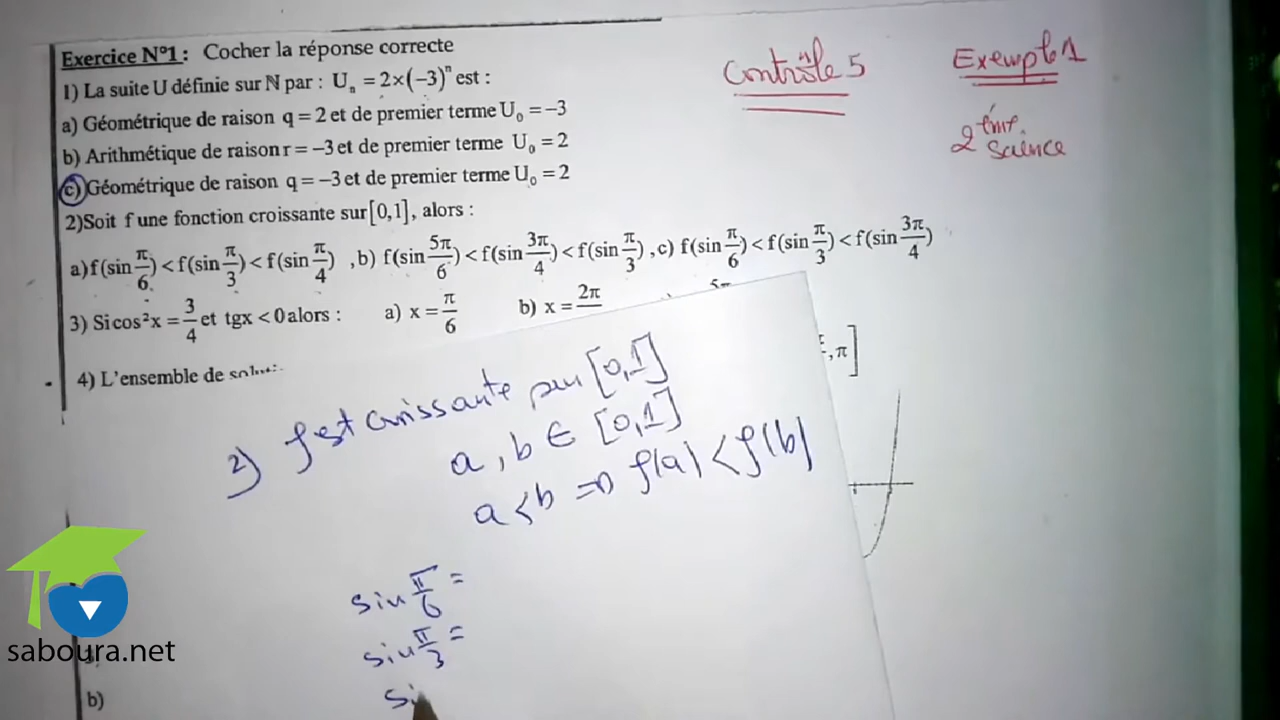 Exercice N°1 : Cocher la réponse correcte
Contrôle n 5
Exemple 1
2 ème Science
1) La suite U définie sur ℕ par : Uₙ = 2×(−3)ⁿ est :
a) Géométrique de raison q = 2 et de premier terme U₀ = −3
b) Arithmétique de raison r = −3 et de premier terme U₀ = 2
c) Géométrique de raison q = −3 et de premier terme U₀ = 2
2)Soit f une fonction croissante sur [0,1], alors :
a) f(sin π/6) < f(sin π/3) < f(sin π/4) , b) f(sin 5π/6) < f(sin 3π/4) < f(sin π/3) , c) f(sin π/6) < f(sin π/3) < f(sin 3π/4)
3) Si cos²x = 3/4 et tgx < 0 alors : a) x = π/6 b) x = 2π
4) L'ensemble de
,π]
2) f est croissante sur [0,1]
a, b ∈ [0,1]
a < b => f(a) < f(b)
sin π/6 =
sin π/3 =
si
saboura.net
b)